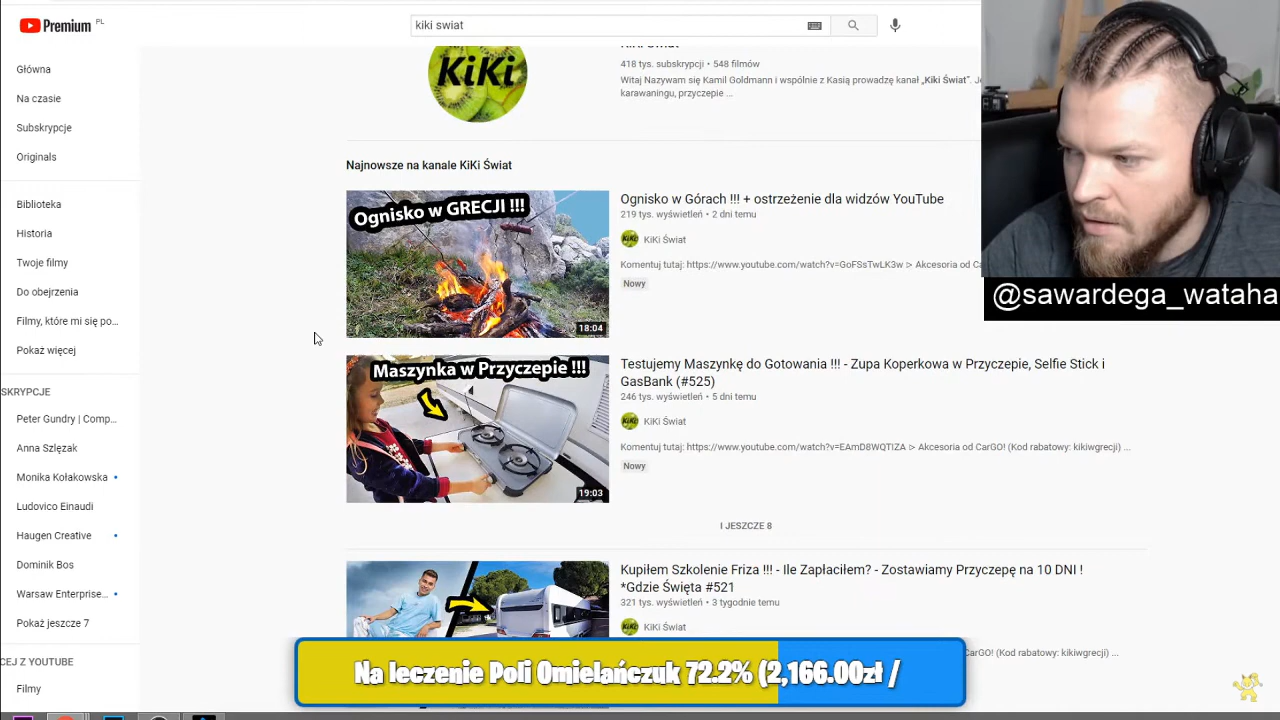 Premium PL
kiki swiat
Główna
Na czasie
Subskrypcje
Originals
Biblioteka
Historia
Twoje filmy
Do obejrzenia
Filmy, które mi się po...
Pokaż więcej
SKRYPCJE
Peter Gundry | Comp...
Anna Szlęzak
Monika Kołakowska
Ludovico Einaudi
Haugen Creative
Dominik Bos
Warsaw Enterprise...
Pokaż jeszcze 7
CEJ Z YOUTUBE
Filmy
KiKi
418 tys. subskrypcji • 548 filmów
Witaj Nazywam się Kamil Goldmann i wspólnie z Kasią prowadzę kanał „Kiki Świat”. Je
karawaningu, przyczepie ...
Najnowsze na kanale KiKi Świat
Ognisko w GRECJI !!!
18:04
Ognisko w Górach !!! + ostrzeżenie dla widzów YouTube
219 tys. wyświetleń • 2 dni temu
KiKi Świat
Komentuj tutaj: https://www.youtube.com/watch?v=GoFSsTwLK3w ⊳ Akcesoria od Ca
Nowy
Maszynka w Przyczepie !!!
19:03
Testujemy Maszynkę do Gotowania !!! - Zupa Koperkowa w Przyczepie, Selfie Stick i
GasBank (#525)
246 tys. wyświetleń • 5 dni temu
KiKi Świat
Komentuj tutaj: https://www.youtube.com/watch?v=EAmD8WQTIZA ⊳ Akcesoria od CarGO! (Kod rabatowy: kikiwgrecji) ...
Nowy
I JESZCZE 8
Kupiłem Szkolenie Friza !!! - Ile Zapłaciłem? - Zostawiamy Przyczepę na 10 DNI !
*Gdzie Święta #521
321 tys. wyświetleń • 3 tygodnie temu
KiKi Świat
CarGO! (Kod rabatowy: kikiwgrecji) ...
@sawardega_wataha
Na leczenie Poli Omielańczuk 72.2% (2,166.00zł /